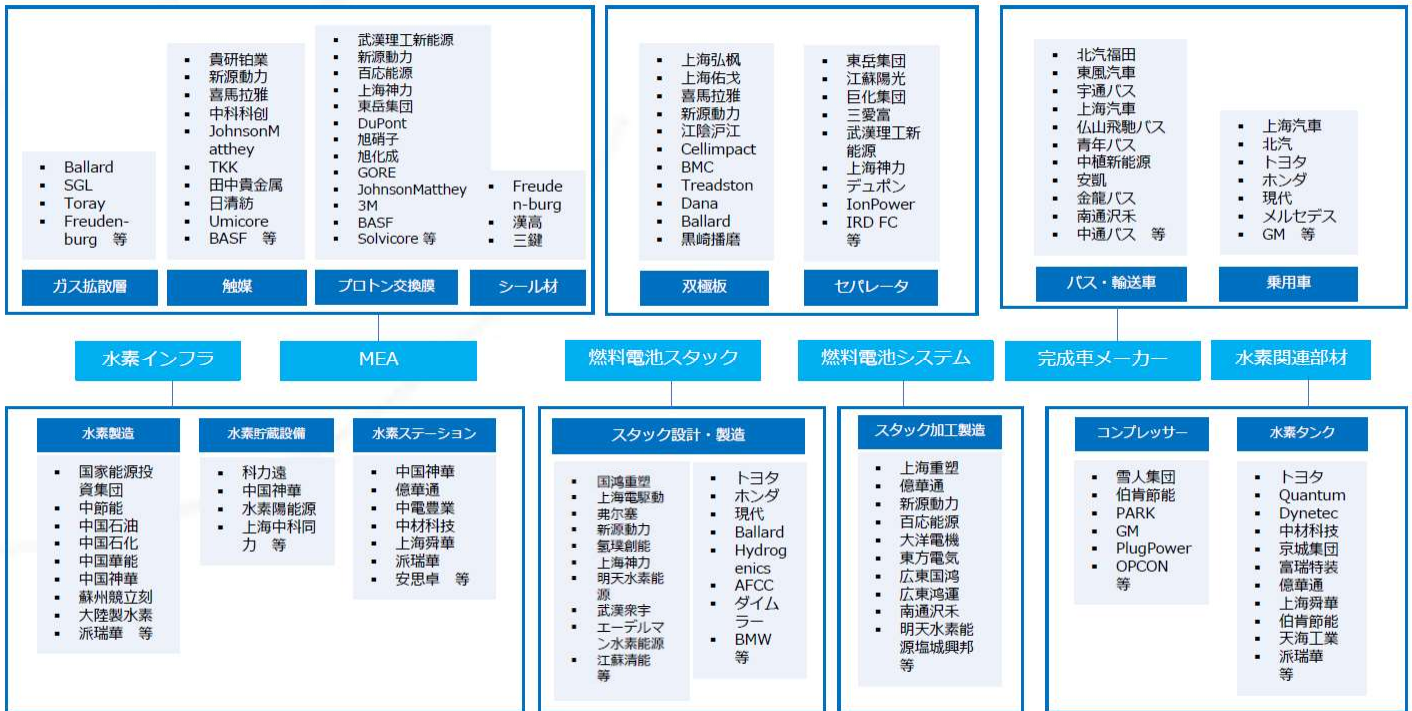 Ballard
SGL
Toray
Freuden-
burg 等
ガス拡散層
貴研铂業
新源動力
喜馬拉雅
中科科创
JohnsonM
atthey
TKK
田中貴金属
日清紡
Umicore
BASF 等
触媒
武漢理工新能源
新源動力
百応能源
上海神力
東岳集団
DuPont
旭硝子
旭化成
GORE
JohnsonMatthey
3M
BASF
Solvicore 等
プロトン交換膜
Freude
n-burg
漢高
三鍵
シール材
上海弘枫
上海佑戈
喜馬拉雅
新源動力
江陰沪江
Cellimpact
BMC
Treadston
Dana
Ballard
黒崎播磨
双極板
東岳集団
江蘇陽光
巨化集団
三愛富
武漢理工新
能源
上海神力
デュポン
IonPower
IRD FC
等
セパレータ
北汽福田
東風汽車
宇通バス
上海汽車
仏山飛馳バス
青年バス
中植新能源
安凱
金龍バス
南通沢禾
中通バス 等
バス・輸送車
上海汽車
北汽
トヨタ
ホンダ
現代
メルセデス
GM 等
乗用車
水素インフラ
MEA
燃料電池スタック
燃料電池システム
完成車メーカー
水素関連部材
水素製造
国家能源投
資集団
中節能
中国石油
中国石化
中国華能
中国神華
蘇州競立刻
大陸製水素
派瑞華 等
水素貯蔵設備
科力遠
中国神華
水素陽能源
上海中科同
力 等
水素ステーション
中国神華
億華通
中電豊業
中材科技
上海舜華
派瑞華
安思卓 等
スタック設計・製造
国鴻重塑
上海電駆動
弗尔塞
新源動力
氢璞創能
上海神力
明天水素能
源
武漢衆宇
エーデルマ
ン水素能源
江蘇清能
等
トヨタ
ホンダ
現代
Ballard
Hydrog
enics
AFCC
ダイム
ラー
BMW
等
スタック加工製造
上海重塑
億華通
新源動力
百応能源
大洋電機
東方電気
広東国鸿
広東鸿運
南通沢禾
明天水素能
源塩城興邦
等
コンプレッサー
雪人集団
伯肯節能
PARK
GM
PlugPower
OPCON
等
水素タンク
トヨタ
Quantum
Dynetec
中材科技
京城集団
富瑞特装
億華通
上海舜華
伯肯節能
天海工業
派瑞華
等